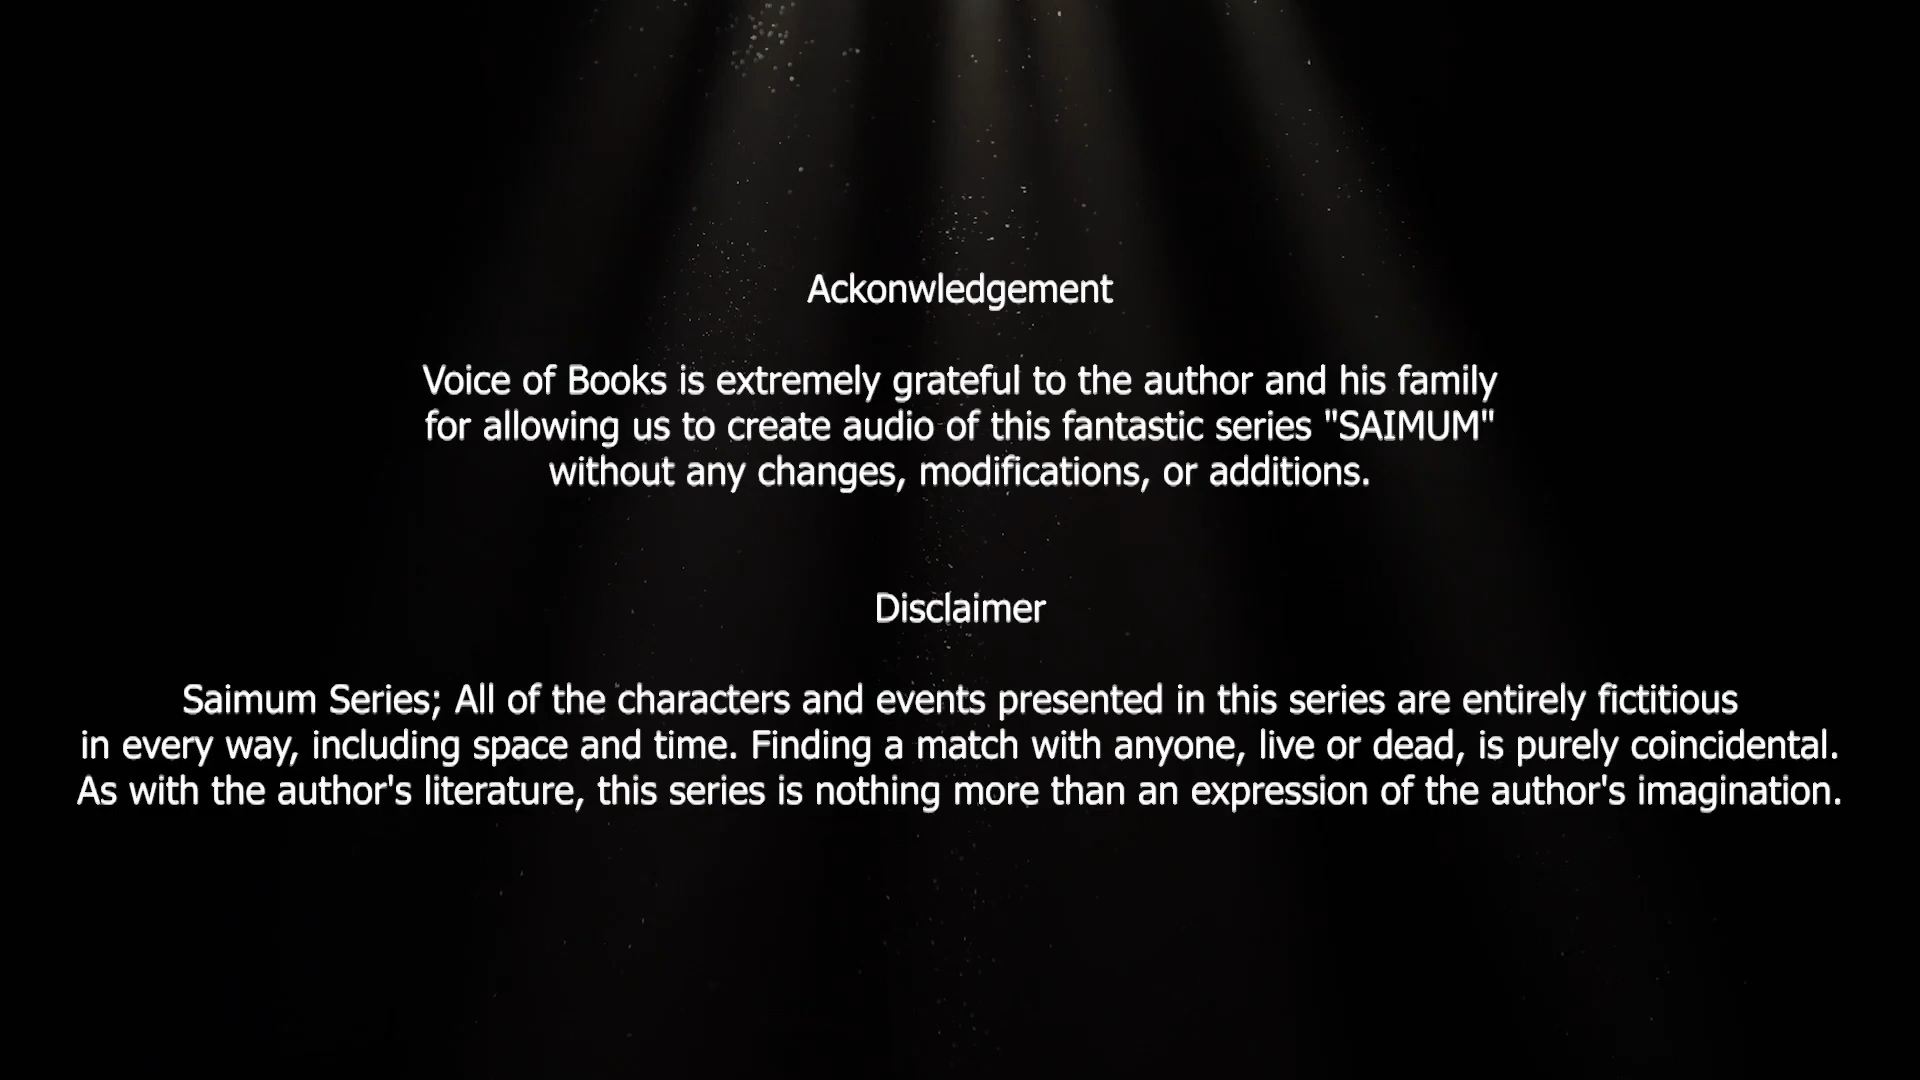 Ackonwledgement
Voice of Books is extremely grateful to the author and his family
for allowing us to create audio of this fantastic series "SAIMUM"
without any changes, modifications, or additions.
Disclaimer
Saimum Series; All of the characters and events presented in this series are entirely fictitious
in every way, including space and time. Finding a match with anyone, live or dead, is purely coincidental.
As with the author's literature, this series is nothing more than an expression of the author's imagination.